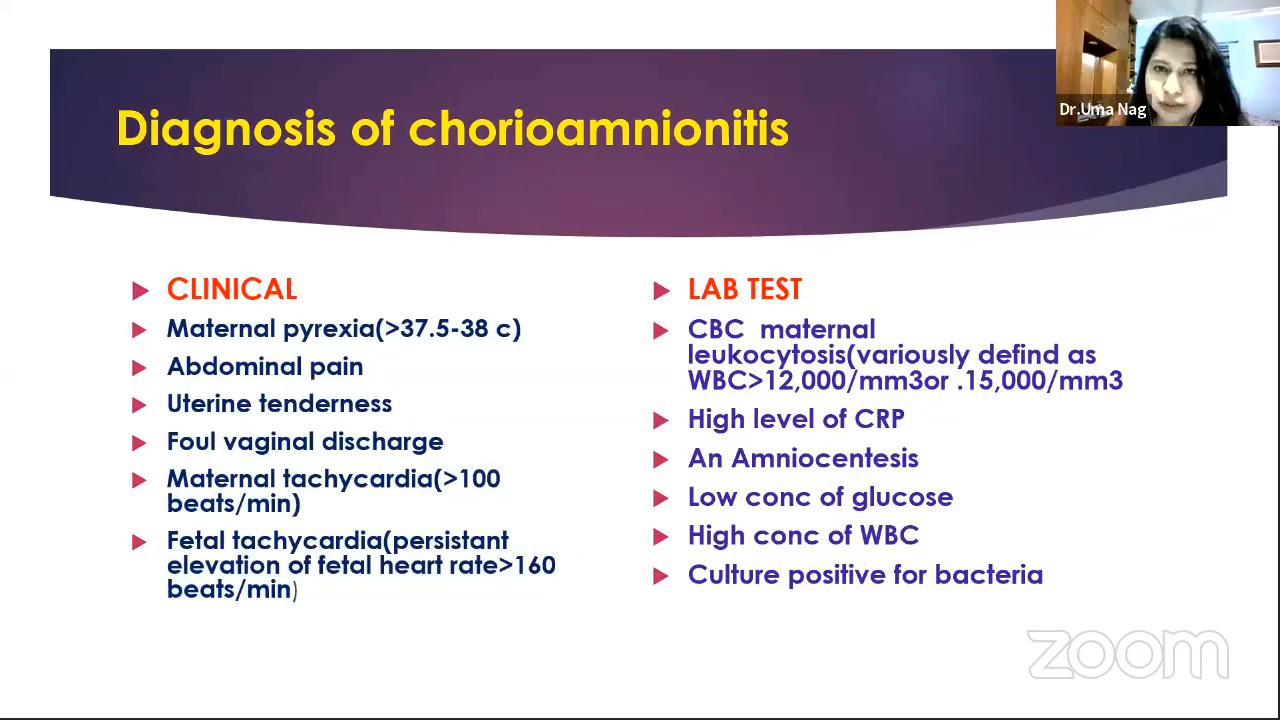 Dr.Uma Nag
Diagnosis of chorioamnionitis
CLINICAL
Maternal pyrexia(>37.5-38 c)
Abdominal pain
Uterine tenderness
Foul vaginal discharge
Maternal tachycardia(>100
beats/min)
Fetal tachycardia(persistant
elevation of fetal heart rate>160
beats/min)
LAB TEST
CBC  maternal
leukocytosis(variously defind as
WBC>12,000/mm3or .15,000/mm3
High level of CRP
An Amniocentesis
Low conc of glucose
High conc of WBC
Culture positive for bacteria
zoom